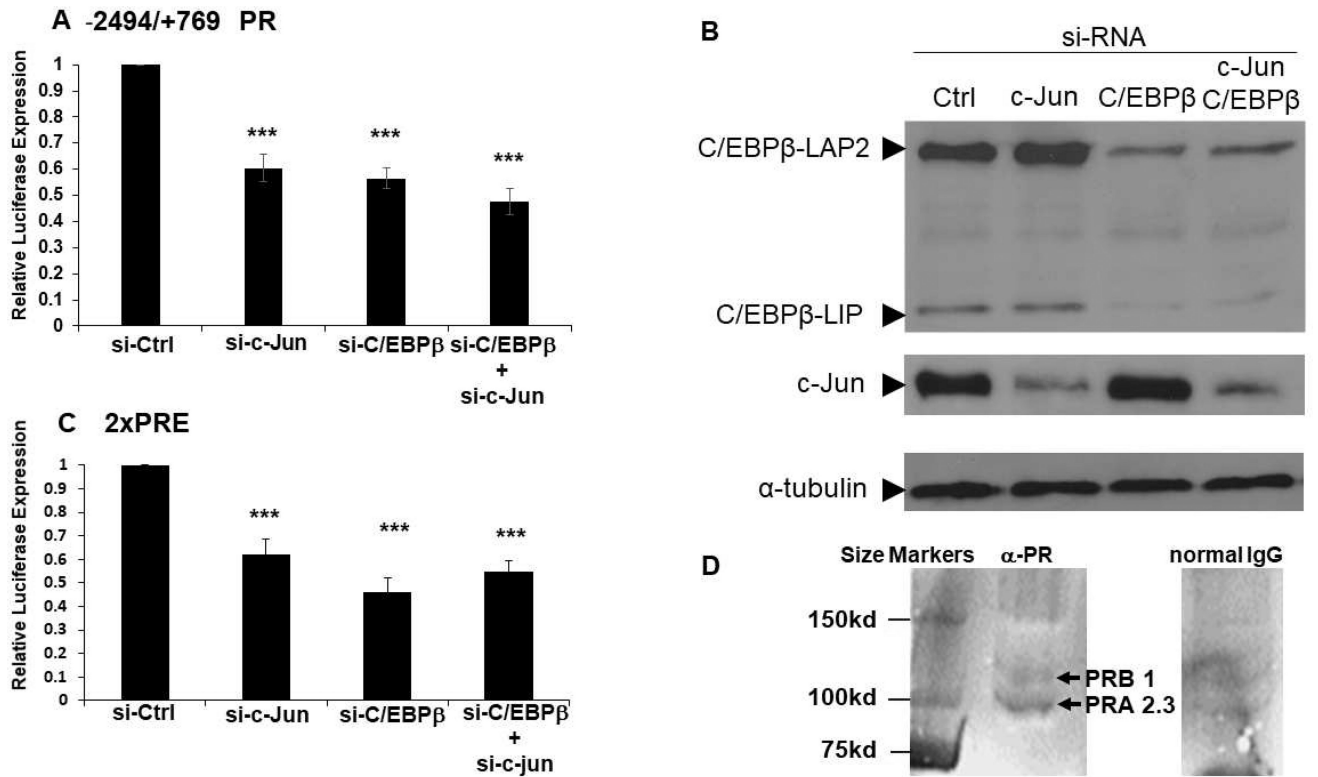 A -2494/+769 PR
Relative Luciferase Expression
1
0.9
0.8
0.7
0.6
0.5
0.4
0.3
0.2
0.1
0
***
***
***
si-Ctrl
si-c-Jun
si-C/EBPβ
si-C/EBPβ
+
si-c-Jun
B
si-RNA
Ctrl
c-Jun
C/EBPβ
c-Jun
C/EBPβ
C/EBPβ-LAP2
C/EBPβ-LIP
c-Jun
α-tubulin
C 2xPRE
Relative Luciferase Expression
1
0.9
0.8
0.7
0.6
0.5
0.4
0.3
0.2
0.1
0
***
***
***
si-Ctrl
si-c-Jun
si-C/EBPβ
si-C/EBPβ
+
si-c-jun
D
Size Markers
α-PR
normal IgG
150kd
100kd
75kd
PRB 1
PRA 2.3